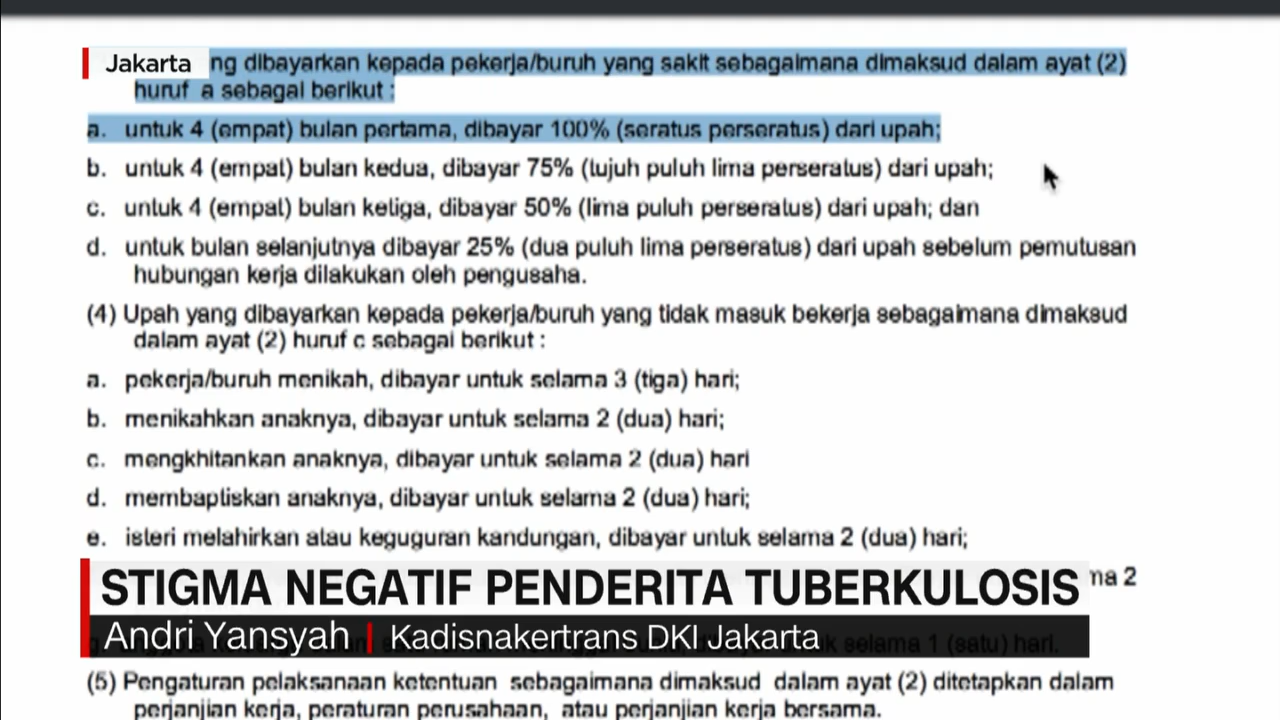 Jakarta
ng dibayarkan kepada pekerja/buruh yang sakit sebagaimana dimaksud dalam ayat (2)
huruf a sebagai berikut :
a. untuk 4 (empat) bulan pertama, dibayar 100% (seratus perseratus) dari upah;
b. untuk 4 (empat) bulan kedua, dibayar 75% (tujuh puluh lima perseratus) dari upah;
c. untuk 4 (empat) bulan ketiga, dibayar 50% (lima puluh perseratus) dari upah; dan
d. untuk bulan selanjutnya dibayar 25% (dua puluh lima perseratus) dari upah sebelum pemutusan
hubungan kerja dilakukan oleh pengusaha.
(4) Upah yang dibayarkan kepada pekerja/buruh yang tidak masuk bekerja sebagaimana dimaksud
dalam ayat (2) huruf c sebagai berikut :
a. pekerja/buruh menikah, dibayar untuk selama 3 (tiga) hari;
b. menikahkan anaknya, dibayar untuk selama 2 (dua) hari;
c. mengkhitankan anaknya, dibayar untuk selama 2 (dua) hari
d. membaptiskan anaknya, dibayar untuk selama 2 (dua) hari;
e. isteri melahirkan atau keguguran kandungan, dibayar untuk selama 2 (dua) hari;
ma 2
STIGMA NEGATIF PENDERITA TUBERKULOSIS
Andri Yansyah | Kadisnakertrans DKI Jakarta
selama 1 (satu) hari.
(5) Pengaturan pelaksanaan ketentuan sebagaimana dimaksud dalam ayat (2) ditetapkan dalam
perjanjian kerja, peraturan perusahaan, atau perjanjian kerja bersama.